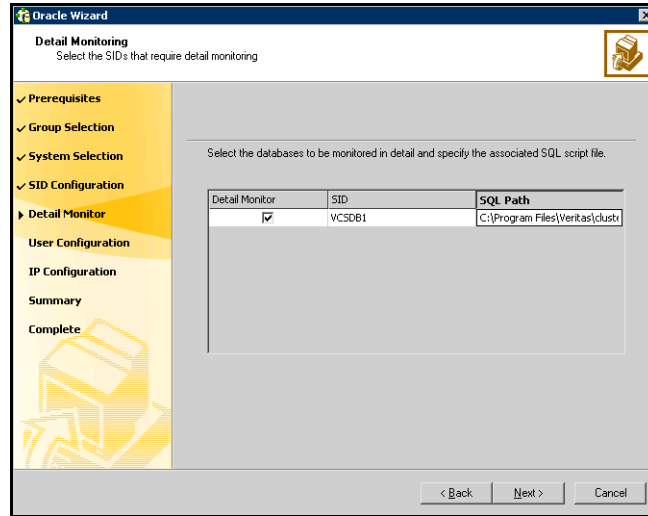 Oracle Wizard
Detail Monitoring
Select the SIDs that require detail monitoring
Prerequisites
Group Selection
System Selection
SID Configuration
Detail Monitor
User Configuration
IP Configuration
Summary
Complete
Select the databases to be monitored in detail and specify the associated SQL script file.
Detail Monitor SID SQL Path
VCSDB1 C:\Program Files\Veritas\cluste
< Back Next > Cancel